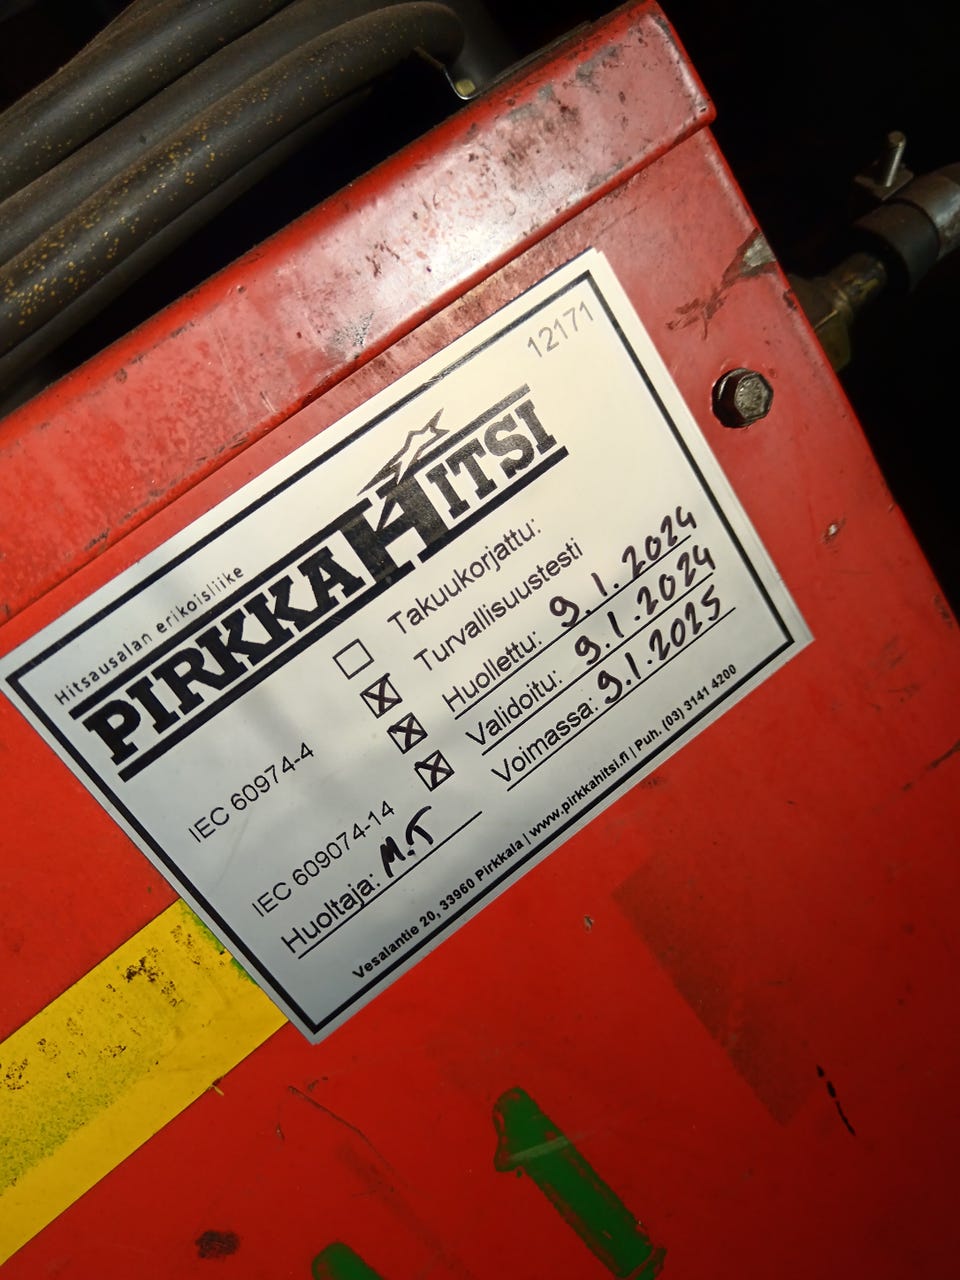 12171
Hitsausalan erikoisliike
PIRKKAHITSI
Takuukorjattu:
IEC 60974-4 Turvallisuustesti
Huollettu: 9.1.2024
IEC 609074-14 Validoitu: 9.1.2024
Huoltaja: M.T Voimassa: 9.1.2025
Vesalantie 20, 33960 Pirkkala | www.pirkkahitsi.fi | Puh. (03) 3141 4200